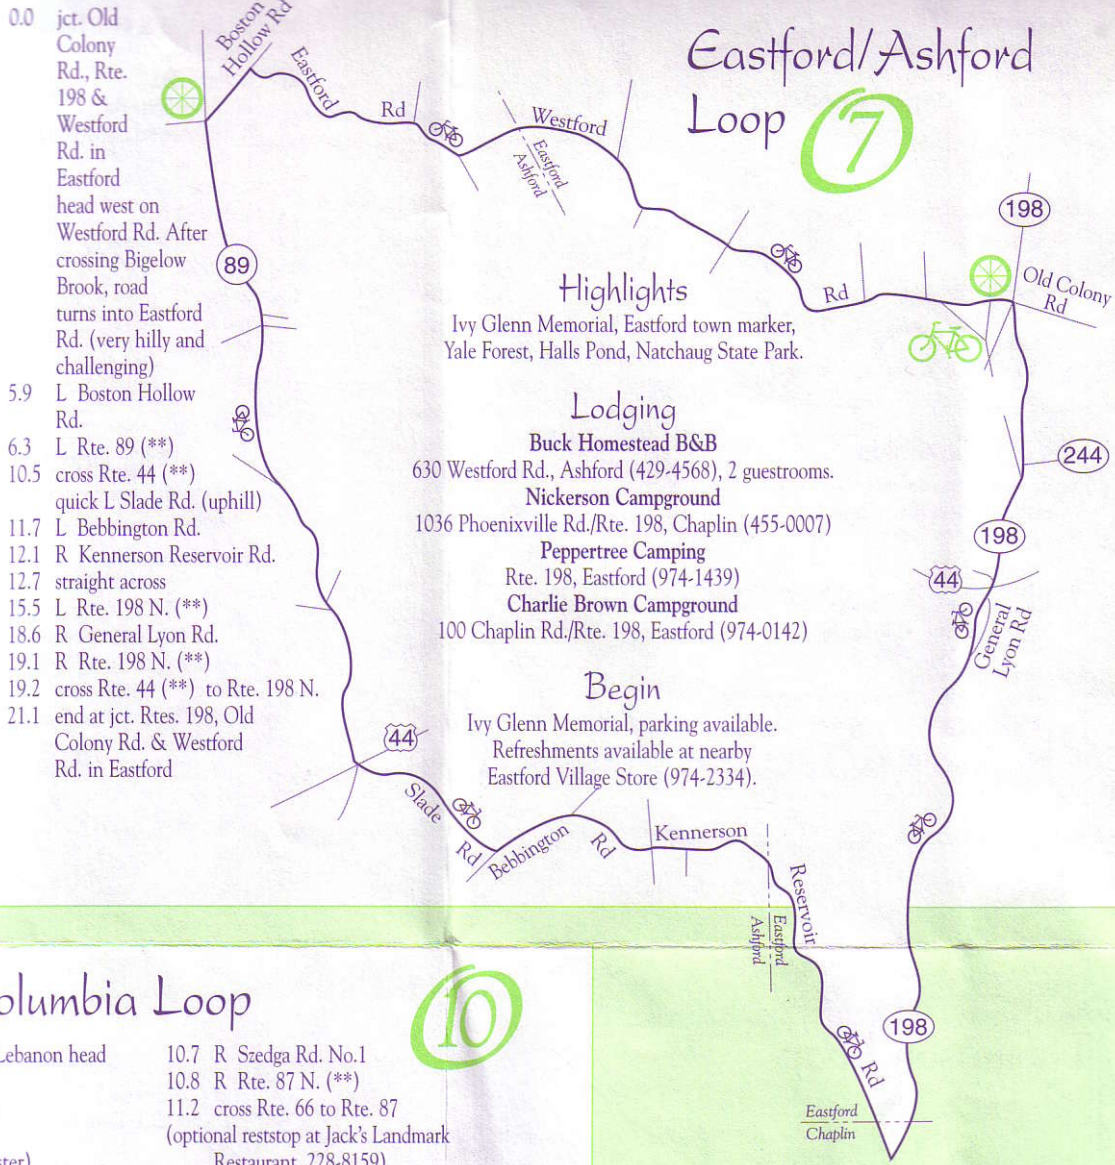 Eastford/Ashford
Loop 7
0.0 jct. Old
Colony
Rd., Rte.
198 &
Westford
Rd. in
Eastford
head west on
Westford Rd. After
crossing Bigelow
Brook, road
turns into Eastford
Rd. (very hilly and
challenging)
5.9 L Boston Hollow
Rd.
6.3 L Rte. 89 (**)
10.5 cross Rte. 44 (**)
quick L Slade Rd. (uphill)
11.7 L Bebbington Rd.
12.1 R Kennerson Reservoir Rd.
12.7 straight across
15.5 L Rte. 198 N. (**)
18.6 R General Lyon Rd.
19.1 R Rte. 198 N. (**)
19.2 cross Rte. 44 (**) to Rte. 198 N.
21.1 end at jct. Rtes. 198, Old
Colony Rd. & Westford
Rd. in Eastford
Boston
Hollow Rd
Eastford
Rd
Westford
Eastford
Ashford
Rd
198
Old Colony
Rd
89
244
198
44
General
Lyon Rd
Highlights
Ivy Glenn Memorial, Eastford town marker,
Yale Forest, Halls Pond, Natchaug State Park.
Lodging
Buck Homestead B&B
630 Westford Rd., Ashford (429-4568), 2 guestrooms.
Nickerson Campground
1036 Phoenixville Rd./Rte. 198, Chaplin (455-0007)
Peppertree Camping
Rte. 198, Eastford (974-1439)
Charlie Brown Campground
100 Chaplin Rd./Rte. 198, Eastford (974-0142)
Begin
Ivy Glenn Memorial, parking available.
Refreshments available at nearby
Eastford Village Store (974-2334).
44
Slade
Rd
Bebbington
Rd
Kennerson
Reservoir
Eastford
Ashford
Rd
198
Eastford
Chaplin
olumbia Loop 10
Lebanon head
10.7 R Szedga Rd. No.1
10.8 R Rte. 87 N. (**)
11.2 cross Rte. 66 to Rte. 87
(optional reststop at Jack's Landmark
Restaurant, 228-8159)